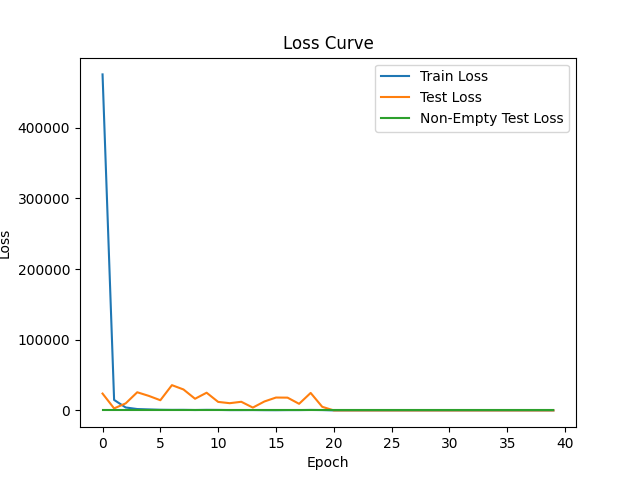 Loss Curve
Train Loss
Test Loss
Non-Empty Test Loss
400000
300000
200000
100000
0
Loss
0 5 10 15 20 25 30 35 40
Epoch